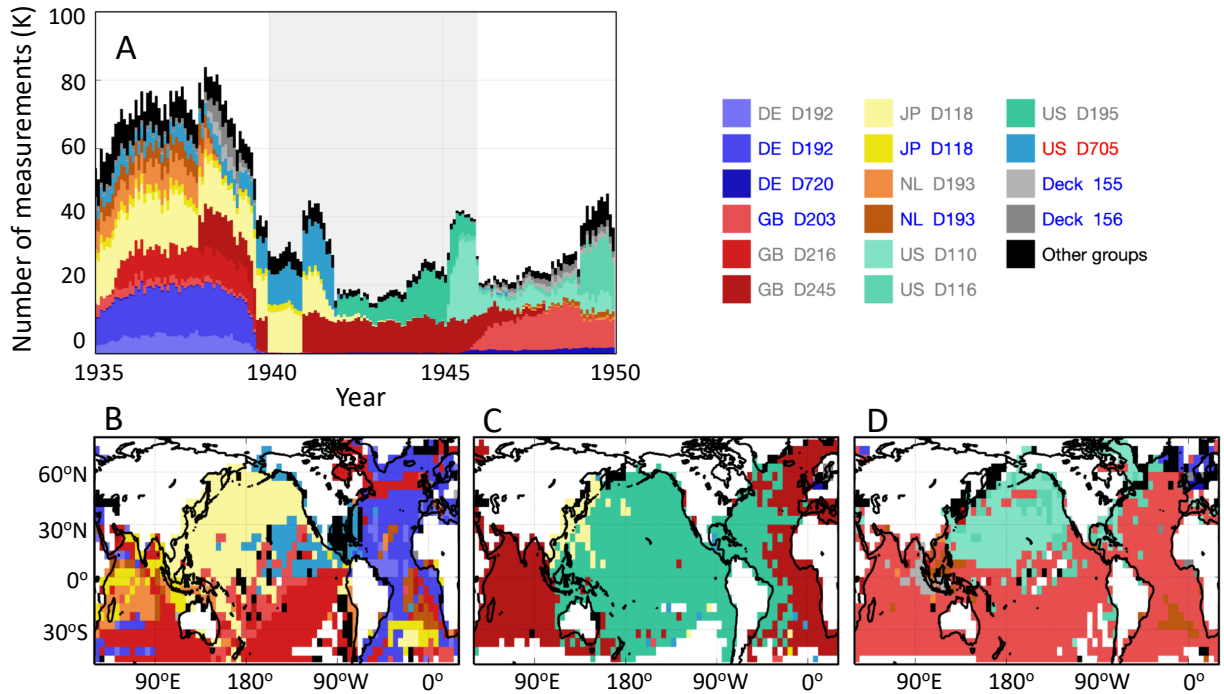 A
Number of measurements (K)
100
80
60
40
20
0
1935
1940
1945
1950
Year
DE D192
DE D192
DE D720
GB D203
GB D216
GB D245
JP D118
JP D118
NL D193
NL D193
US D110
US D116
US D195
US D705
Deck 155
Deck 156
Other groups
B
C
D
60ºN
30ºN
0º
30ºS
90ºE
180º
90ºW
0º
90ºE
180º
90ºW
0º
90ºE
180º
90ºW
0º